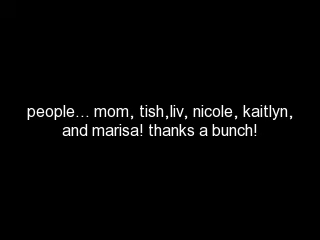 people... mom, tish,liv, nicole, kaitlyn,
and marisa! thanks a bunch!